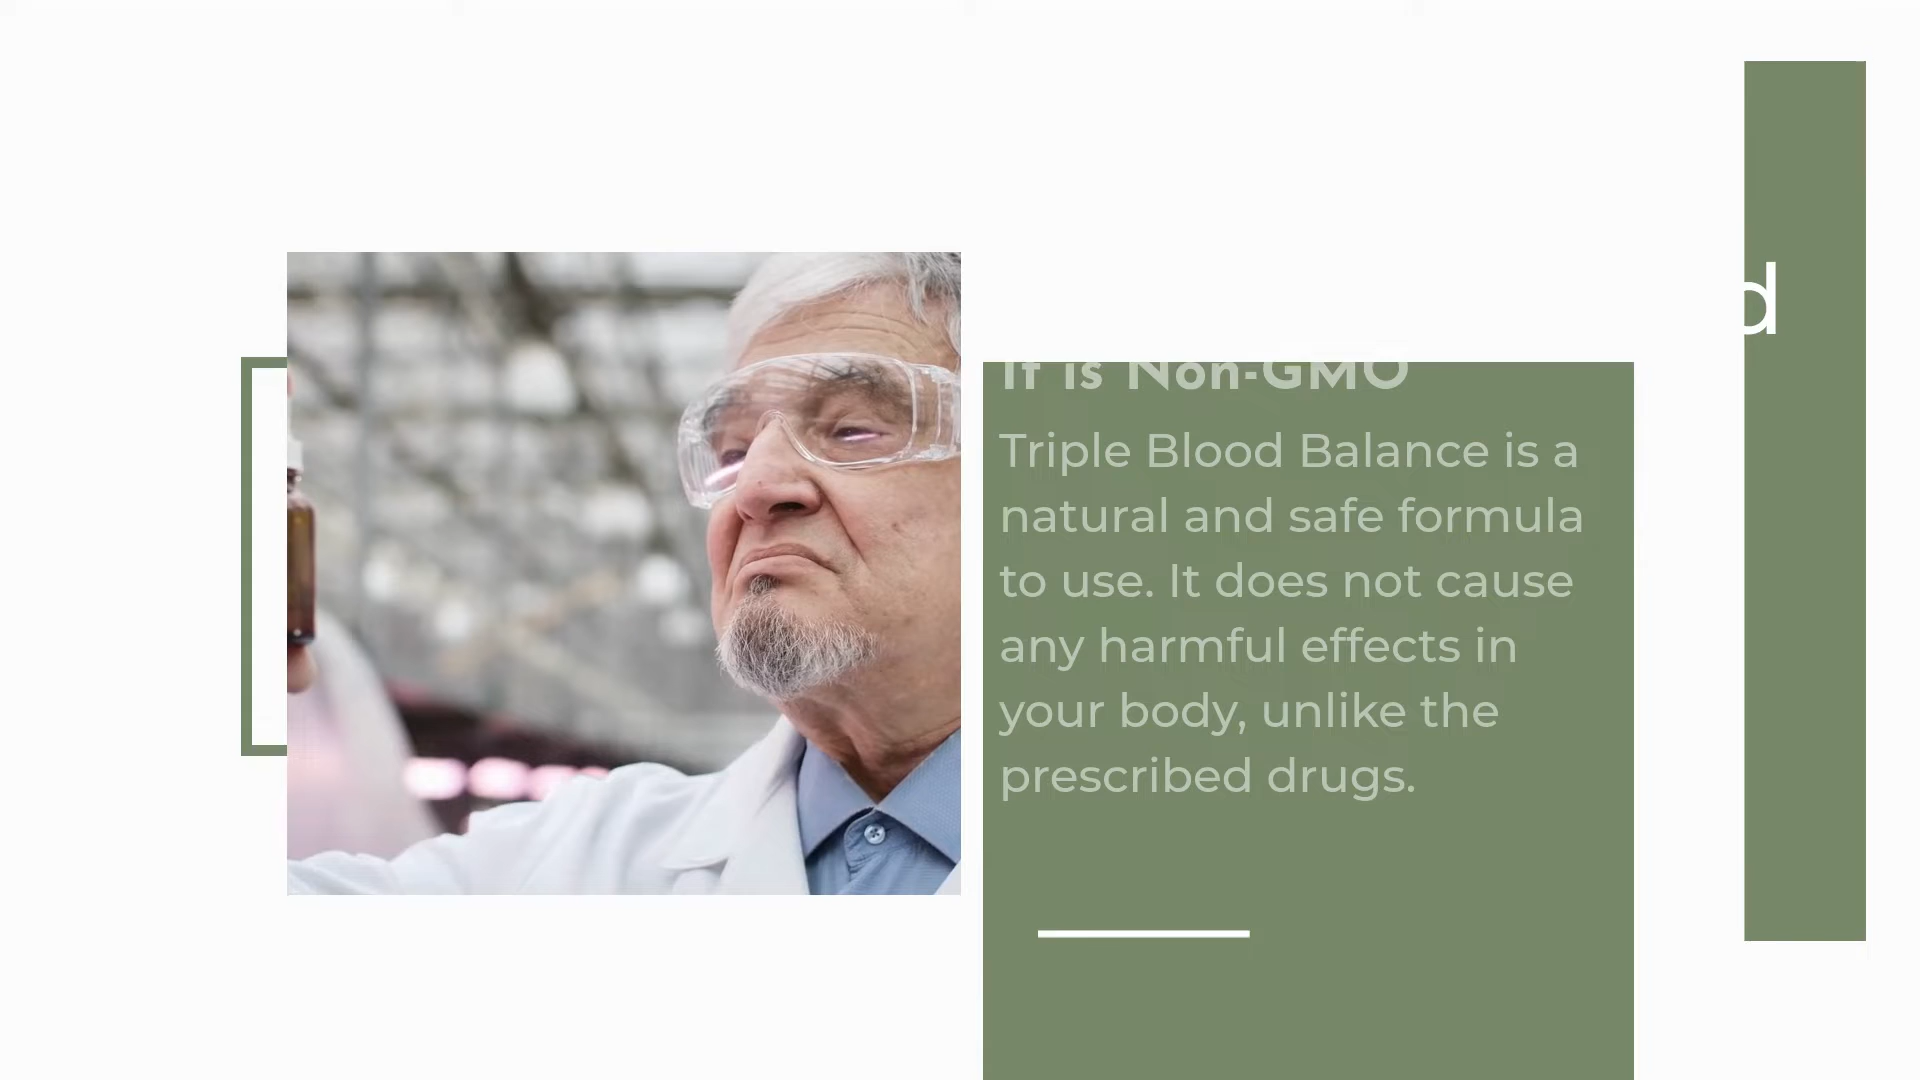 d
It is Non-GMO
Triple Blood Balance is a
natural and safe formula
to use. It does not cause
any harmful effects in
your body, unlike the
prescribed drugs.